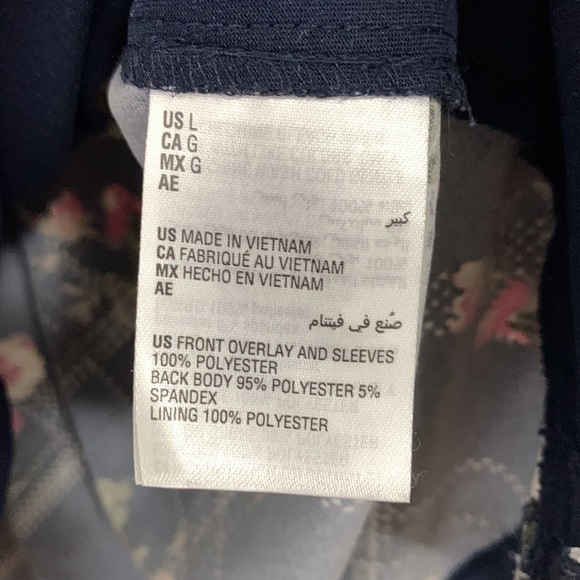 US L
CA G
MX G
AE
كبير
US MADE IN VIETNAM
CA FABRIQUÉ AU VIETNAM
MX HECHO EN VIETNAM
AE
صُنع في فيتنام
US FRONT OVERLAY AND SLEEVES
100% POLYESTER
BACK BODY 95% POLYESTER 5%
SPANDEX
LINING 100% POLYESTER